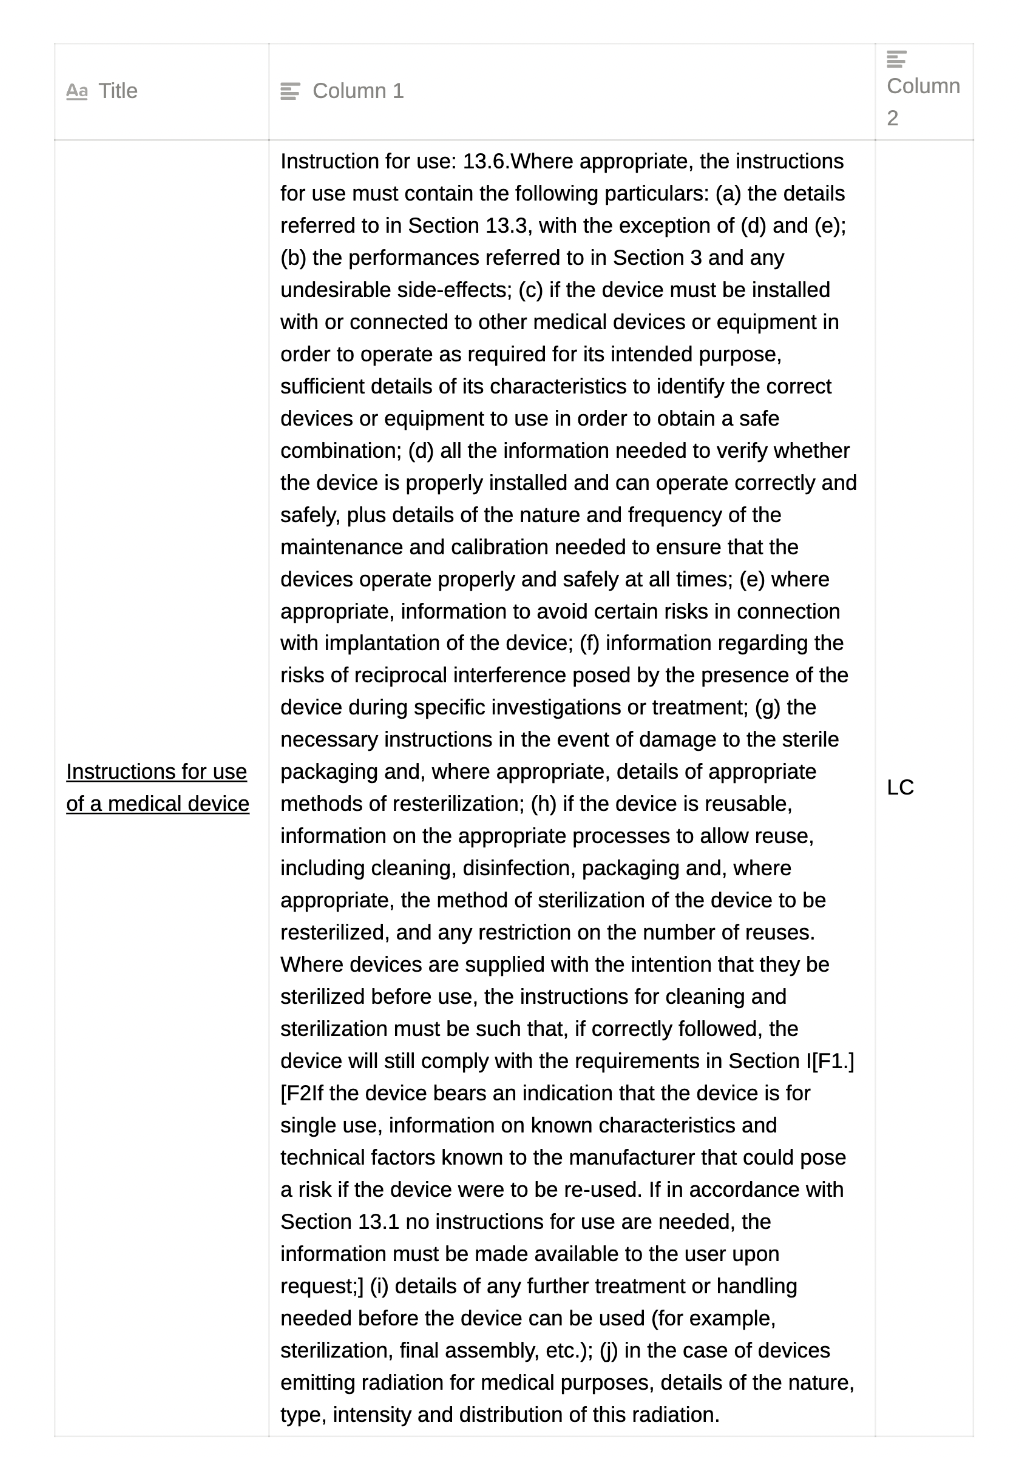 Aa Title
Column 1
Column
2
Instruction for use: 13.6.Where appropriate, the instructions
for use must contain the following particulars: (a) the details
referred to in Section 13.3, with the exception of (d) and (e);
(b) the performances referred to in Section 3 and any
undesirable side-effects; (c) if the device must be installed
with or connected to other medical devices or equipment in
order to operate as required for its intended purpose,
sufficient details of its characteristics to identify the correct
devices or equipment to use in order to obtain a safe
combination; (d) all the information needed to verify whether
the device is properly installed and can operate correctly and
safely, plus details of the nature and frequency of the
maintenance and calibration needed to ensure that the
devices operate properly and safely at all times; (e) where
appropriate, information to avoid certain risks in connection
with implantation of the device; (f) information regarding the
risks of reciprocal interference posed by the presence of the
device during specific investigations or treatment; (g) the
necessary instructions in the event of damage to the sterile
packaging and, where appropriate, details of appropriate
methods of resterilization; (h) if the device is reusable,
information on the appropriate processes to allow reuse,
including cleaning, disinfection, packaging and, where
appropriate, the method of sterilization of the device to be
resterilized, and any restriction on the number of reuses.
Where devices are supplied with the intention that they be
sterilized before use, the instructions for cleaning and
sterilization must be such that, if correctly followed, the
device will still comply with the requirements in Section I[F1.]
[F2If the device bears an indication that the device is for
single use, information on known characteristics and
technical factors known to the manufacturer that could pose
a risk if the device were to be re-used. If in accordance with
Section 13.1 no instructions for use are needed, the
information must be made available to the user upon
request;] (i) details of any further treatment or handling
needed before the device can be used (for example,
sterilization, final assembly, etc.); (j) in the case of devices
emitting radiation for medical purposes, details of the nature,
type, intensity and distribution of this radiation.
Instructions for use
of a medical device
LC